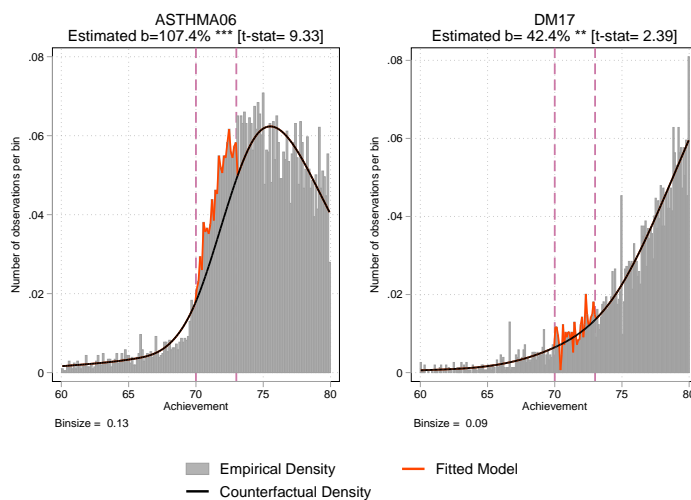 ASTHMA06
Estimated b=107.4% *** [t-stat= 9.33]
Number of observations per bin
.08
.06
.04
.02
0
60 65 70 75 80
Achievement
Binsize = 0.13
DM17
Estimated b= 42.4% ** [t-stat= 2.39]
Number of observations per bin
.08
.06
.04
.02
0
60 65 70 75 80
Achievement
Binsize = 0.09
Empirical Density Fitted Model
Counterfactual Density